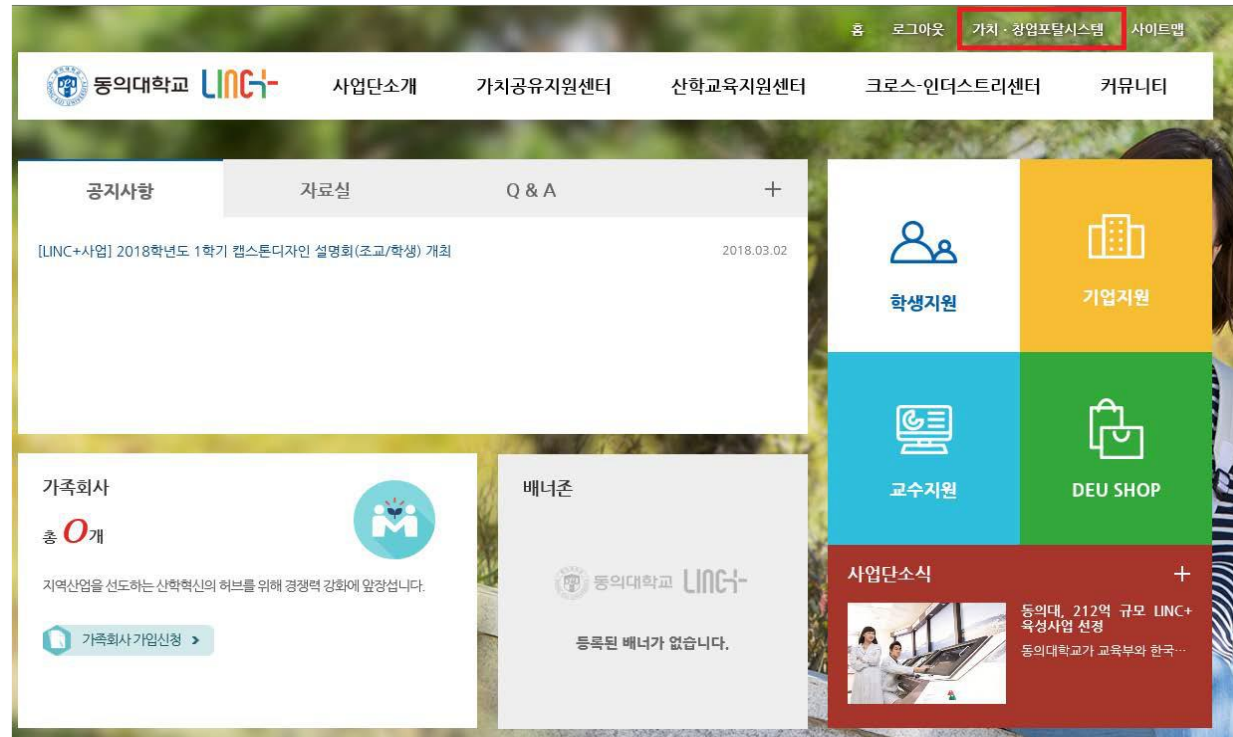 홈 로그아웃 가치 · 창업포탈시스템 사이트맵
동의대학교 LINC+ 사업단소개 가치공유지원센터 산학교육지원센터 크로스-인더스트리센터 커뮤니티
공지사항 자료실 Q & A +
[LINC+사업] 2018학년도 1학기 캡스톤디자인 설명회(조교/학생) 개최 2018.03.02
학생지원 기업지원
교수지원 DEU SHOP
가족회사
총 0개
지역산업을 선도하는 산학혁신의 허브를 위해 경쟁력 강화에 앞장섭니다.
가족회사 가입신청 >
배너존
동의대학교 LINC+
등록된 배너가 없습니다.
사업단소식 +
동의대, 212억 규모 LINC+
육성사업 선정
동의대학교가 교육부와 한국…